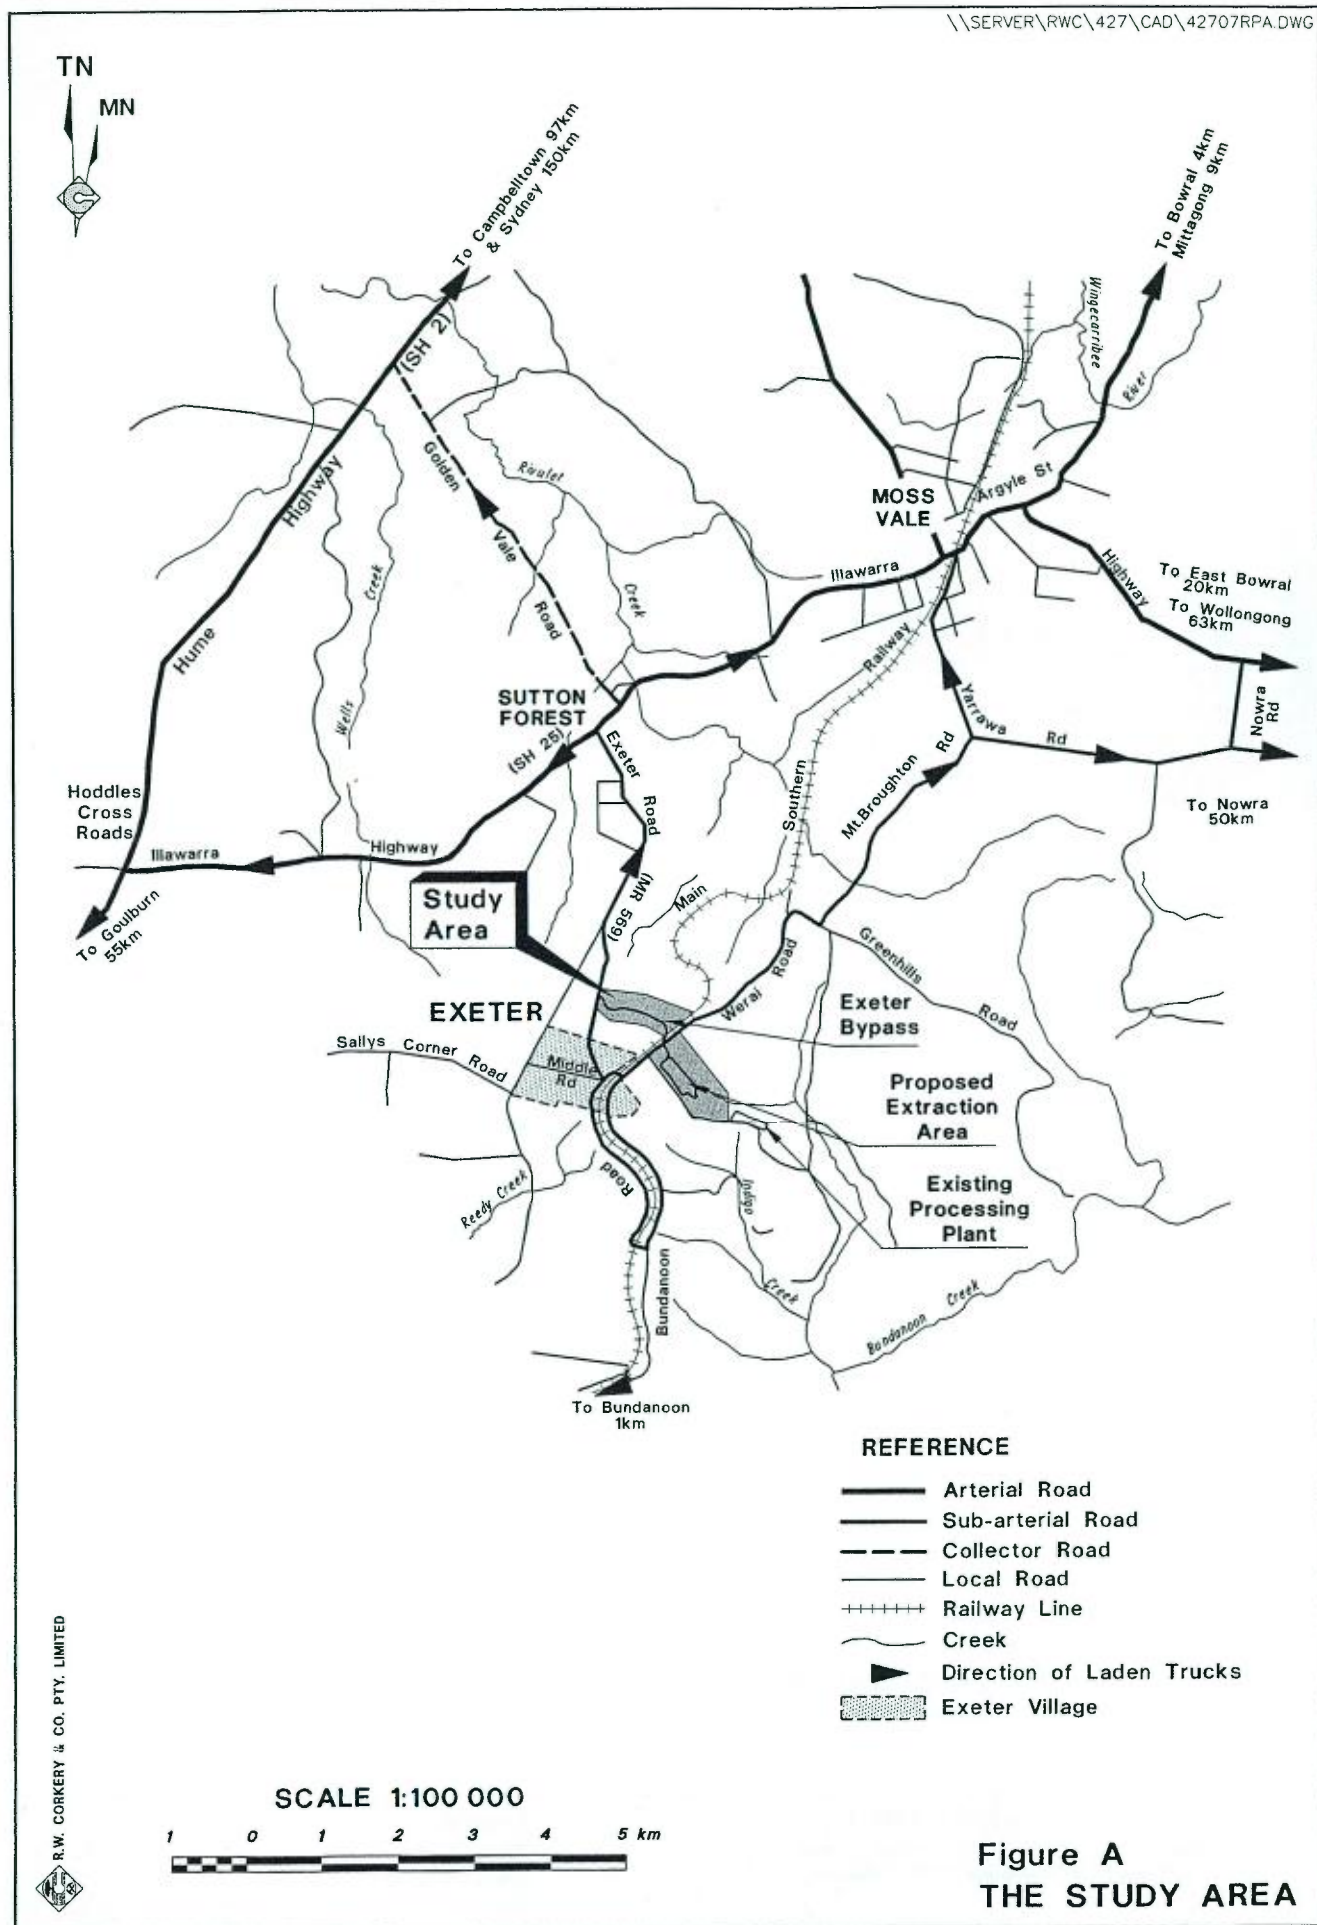 \\SERVER\RWC\427\CAD\42707RPA.DWG
TN
MN
To Campbelltown 97km
& Sydney 150km
To Bowral 4km
Mittagong 9km
(SH 2)
Wingecarribee
River
Golden
Vale
Road
Rivulet
Creek
Highway
Hume
Creek
Wells
MOSS
VALE
Argyle St
Illawarra
Highway
To East Bowral
20km
To Wollongong
63km
Railway
SUTTON
FOREST
(SH 25)
Exeter
Road
Yarrawa
Rd
Rd
Nowra
Rd
Hoddles
Cross
Roads
Illawarra
Highway
Southern
Mt.Broughton
To Nowra
50km
Study
Area
(MR 569)
Main
To Goulburn
55km
Greenhills
Road
Werai
Road
EXETER
Exeter
Bypass
Sallys Corner Road
Middle
Rd
Proposed
Extraction
Area
Road
Reedy Creek
Indigo
Creek
Existing
Processing
Plant
Bundanoon
Bundanoon Creek
To Bundanoon
1km
REFERENCE
Arterial Road
Sub-arterial Road
Collector Road
Local Road
Railway Line
Creek
Direction of Laden Trucks
Exeter Village
R.W. CORKERY & CO. PTY. LIMITED
SCALE 1:100 000
1 0 1 2 3 4 5 km
Figure A
THE STUDY AREA